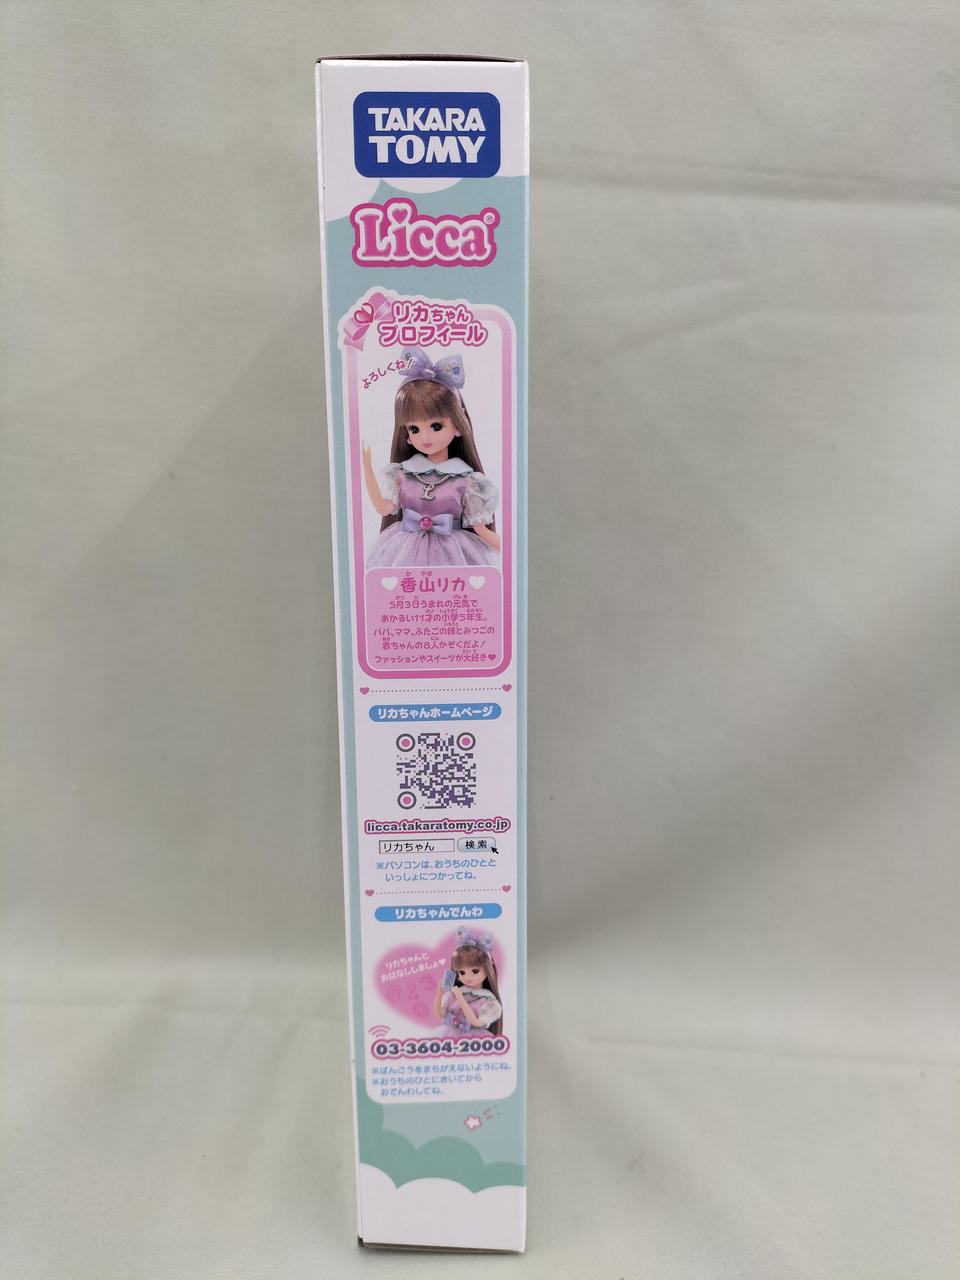 TAKARA
TOMY
Licca®
リカちゃん
プロフィール
よろしくね!
香山リカ
5月3日うまれの元気で
あかるい11才の小学5年生。
パパ、ママ、ふたごの妹とみつごの
赤ちゃんの8人かぞくだよ!
ファッションやスイーツが大好き♥
リカちゃんホームページ
licca.takaratomy.co.jp
リカちゃん 検索
※パソコンは、おうちのひとと
いっしょにつかってね。
リカちゃんでんわ
リカちゃんと
おはなししましょ♥
03-3604-2000
※ばんごうをまちがえないようにね。
※おうちのひとにきいてから
おでんわしてね。